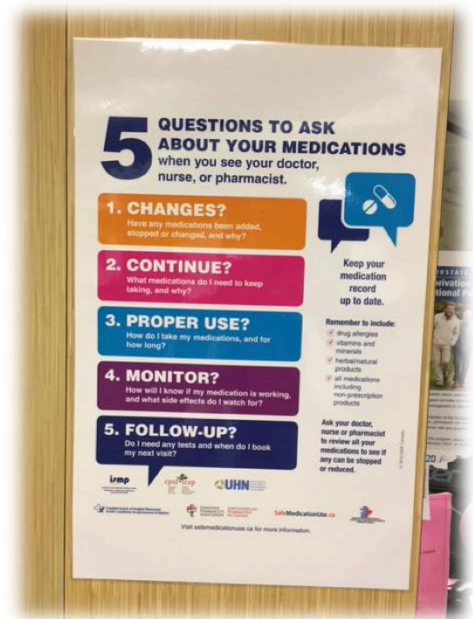 5 QUESTIONS TO ASK
ABOUT YOUR MEDICATIONS
when you see your doctor,
nurse, or pharmacist.
1. CHANGES?
Have any medications been added,
stopped or changed, and why?
2. CONTINUE?
What medications do I need to keep
taking, and why?
3. PROPER USE?
How do I take my medications, and for
how long?
4. MONITOR?
How will I know if my medication is working,
and what side effects do I watch for?
5. FOLLOW-UP?
Do I need any tests and when do I book
my next visit?
Keep your
medication
record
up to date.
Remember to include:
drug allergies
vitamins and
minerals
herbal/natural
products
all medications
including
non-prescription
products
Ask your doctor,
nurse or pharmacist
to review all your
medications to see if
any can be stopped
or reduced.
ismp
cpsi icsp
UHN
SafeMedicationUse.ca
Visit safemedicationuse.ca for more information.